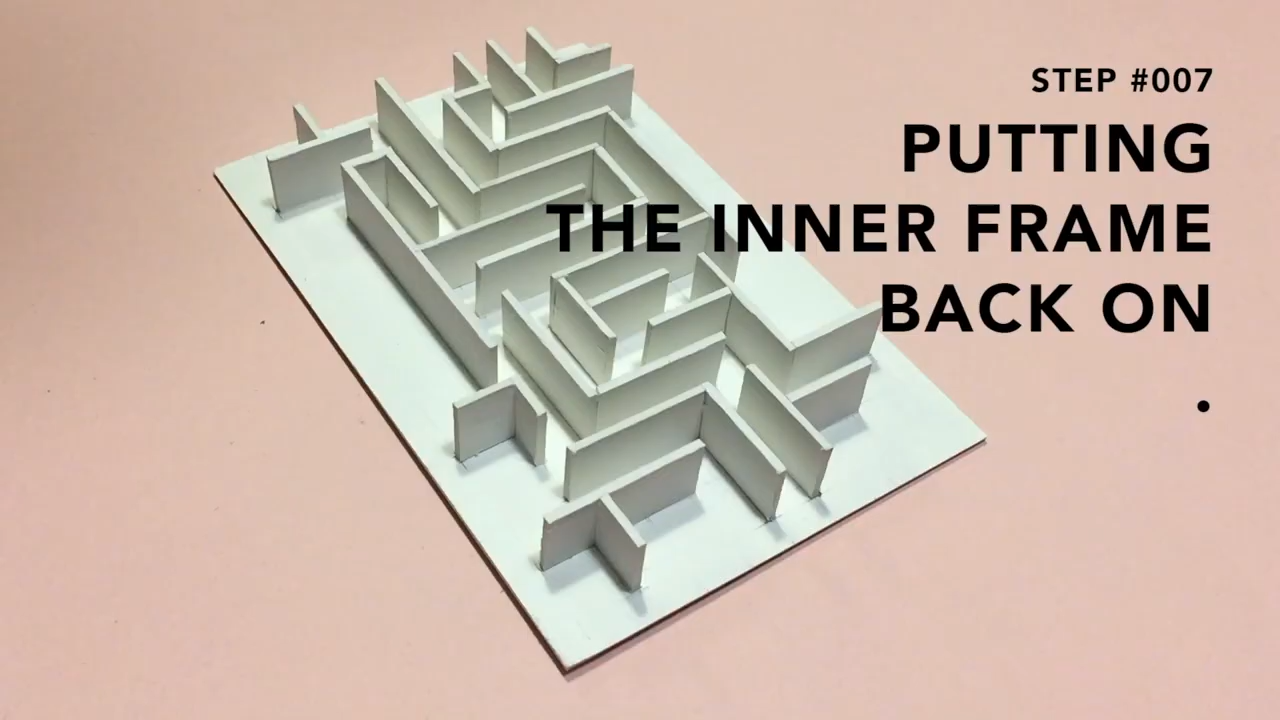 STEP #007
PUTTING
THE INNER FRAME
BACK ON
.